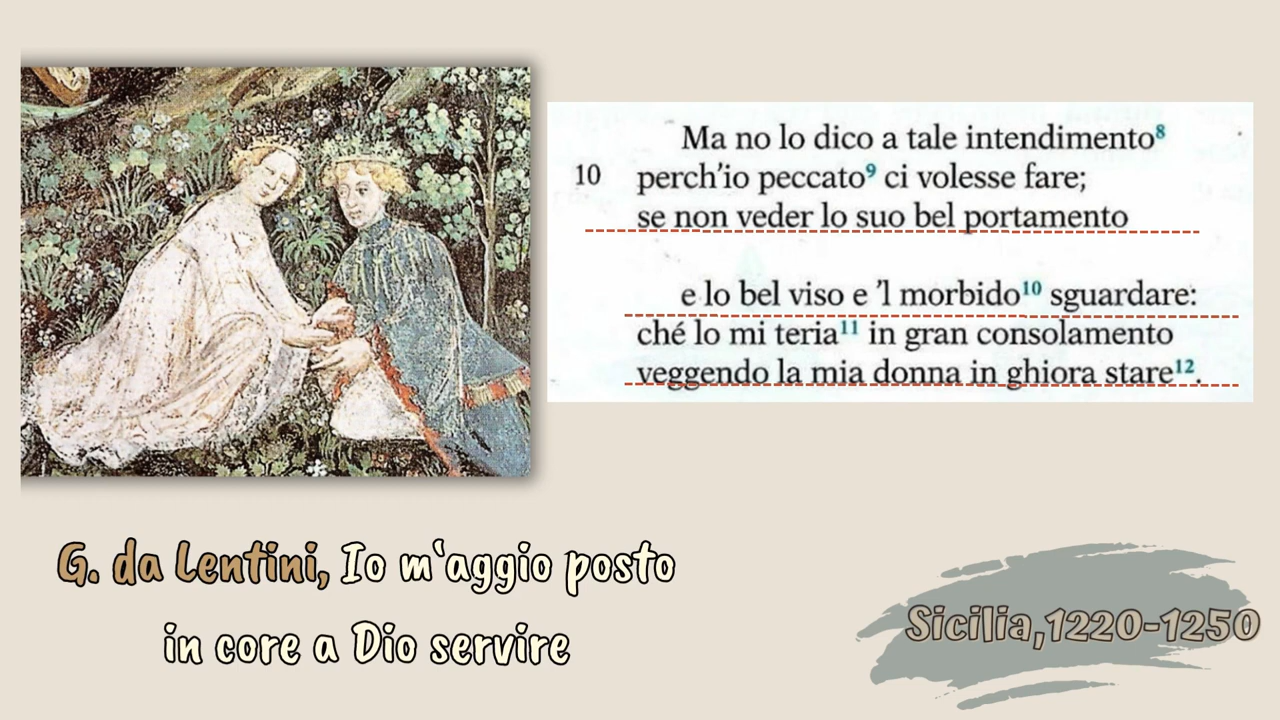 Ma no lo dico a tale intendimento⁸
10 perch'io peccato⁹ ci volesse fare;
se non veder lo suo bel portamento
e lo bel viso e 'l morbido¹⁰ sguardare:
ché lo mi teria¹¹ in gran consolamento
veggendo la mia donna in ghiora stare¹².
G. da Lentini, Io m'aggio posto
in core a Dio servire
Sicilia,1220-1250